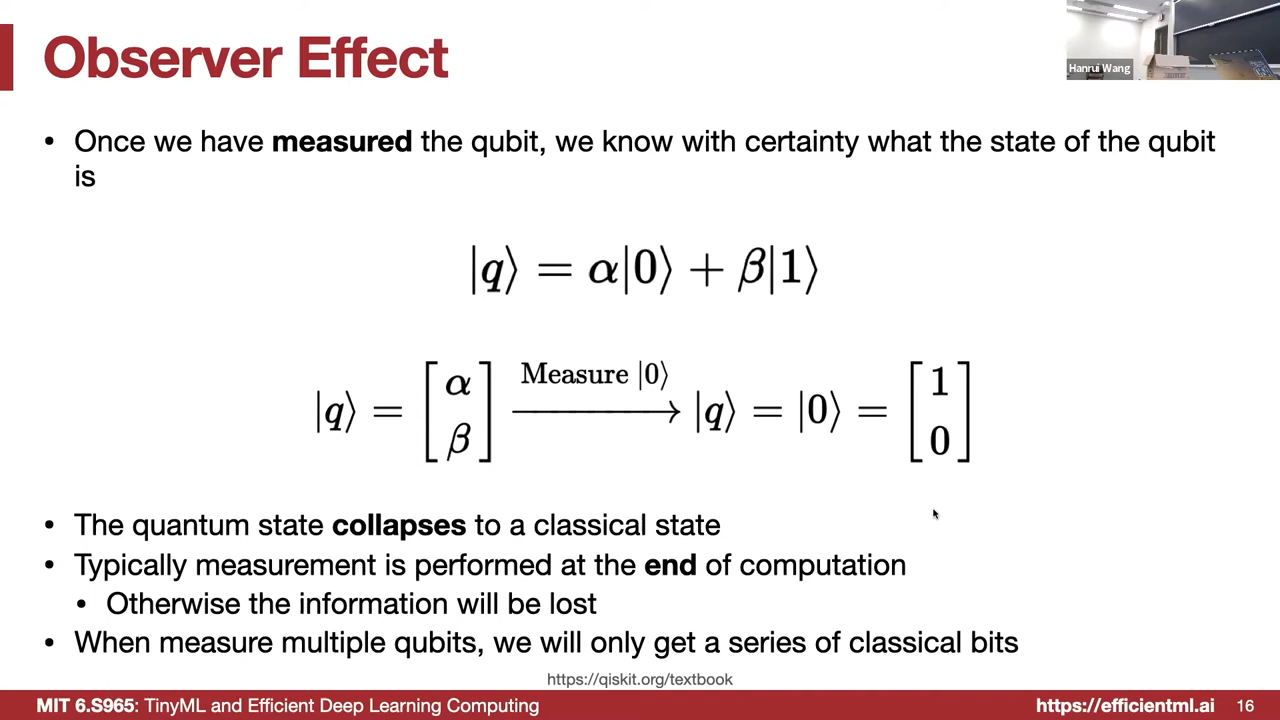 Observer Effect
Hanrui Wang
• Once we have measured the qubit, we know with certainty what the state of the qubit
is
|q⟩ = α|0⟩ + β|1⟩
|q⟩ = [α β] Measure |0⟩ → |q⟩ = |0⟩ = [1 0]
• The quantum state collapses to a classical state
• Typically measurement is performed at the end of computation
• Otherwise the information will be lost
• When measure multiple qubits, we will only get a series of classical bits
https://qiskit.org/textbook
MIT 6.S965: TinyML and Efficient Deep Learning Computing https://efficientml.ai 16